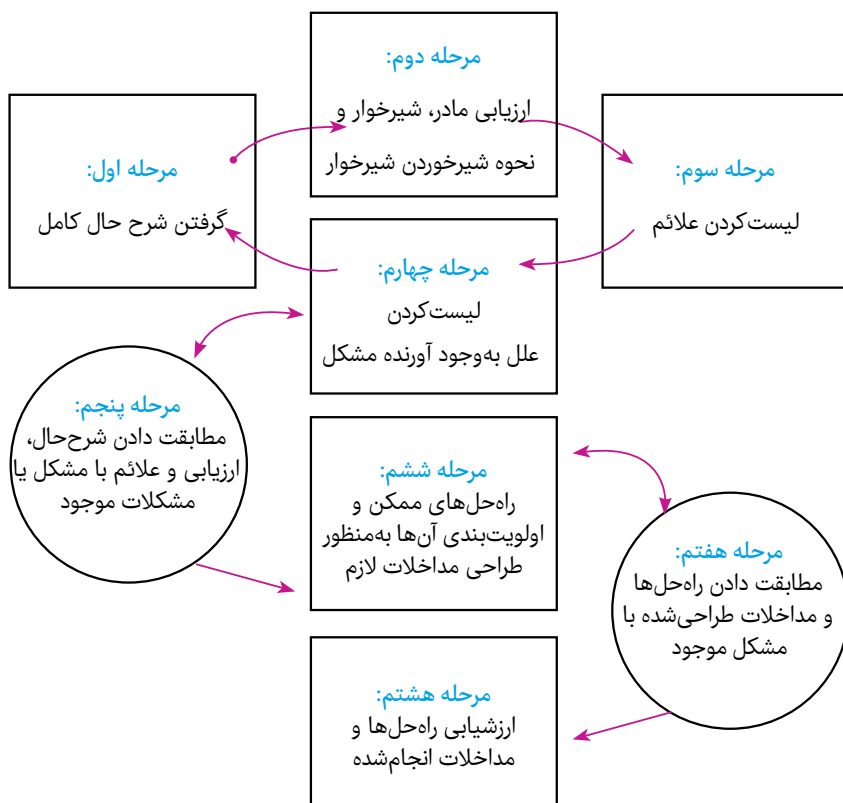 مرحله اول:
گرفتن شرح حال کامل
مرحله دوم:
ارزیابی مادر، شیرخوار و
نحوه شیرخوردن شیرخوار
مرحله سوم:
لیست‌کردن علائم
مرحله چهارم:
لیست‌کردن
علل به‌وجود آورنده مشکل
مرحله پنجم:
مطابقت دادن شرح‌حال،
ارزیابی و علائم با مشکل یا
مشکلات موجود
مرحله ششم:
راه‌حل‌های ممکن و
اولویت‌بندی آن‌ها به‌منظور
طراحی مداخلات لازم
مرحله هفتم:
مطابقت دادن راه‌حل‌ها
و مداخلات طراحی‌شده با
مشکل موجود
مرحله هشتم:
ارزشیابی راه‌حل‌ها و
مداخلات انجام‌شده